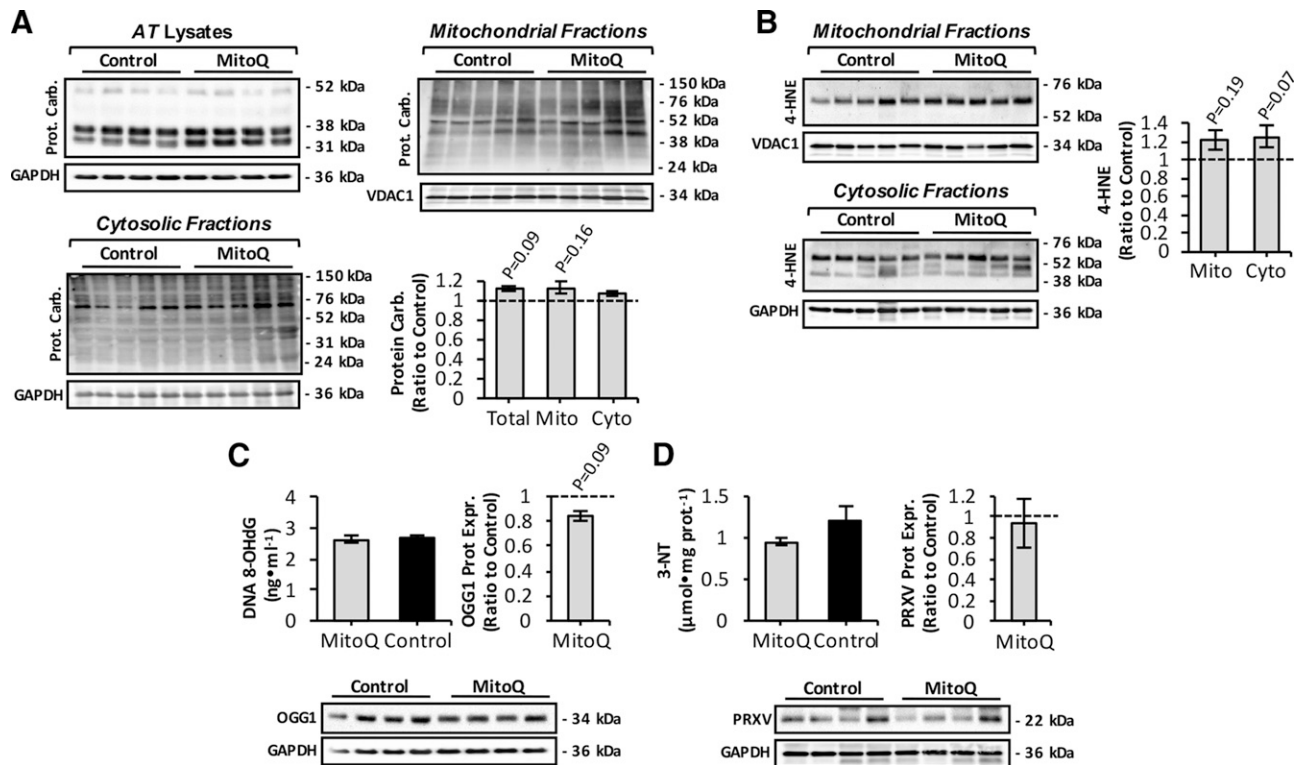 A
AT Lysates
Control MitoQ
Prot. Carb.
- 52 kDa
- 38 kDa
- 31 kDa
GAPDH
- 36 kDa
Mitochondrial Fractions
Control MitoQ
Prot. Carb.
- 150 kDa
- 76 kDa
- 52 kDa
- 38 kDa
- 24 kDa
VDAC1
- 34 kDa
Cytosolic Fractions
Control MitoQ
Prot. Carb.
- 150 kDa
- 76 kDa
- 52 kDa
- 31 kDa
- 24 kDa
GAPDH
- 36 kDa
P=0.09
P=0.16
Protein Carb.
(Ratio to Control)
1.2
1
0.8
0.6
0.4
0.2
0
Total Mito Cyto
B
Mitochondrial Fractions
Control MitoQ
4-HNE
- 76 kDa
- 52 kDa
VDAC1
- 34 kDa
Cytosolic Fractions
Control MitoQ
4-HNE
- 76 kDa
- 52 kDa
- 38 kDa
GAPDH
- 36 kDa
P=0.19
P=0.07
4-HNE
(Ratio to Control)
1.4
1.2
1
0.8
0.6
0.4
0.2
0
Mito Cyto
C
DNA 8-OHdG
(ng•ml-1)
4
3
2
1
0
MitoQ Control
P=0.09
OGG1 Prot Expr.
(Ratio to Control)
1
0.8
0.6
0.4
0.2
0
MitoQ
Control MitoQ
OGG1
- 34 kDa
GAPDH
- 36 kDa
D
3-NT
(µmol•mg prot-1)
1.5
1
0.5
0
MitoQ Control
PRXV Prot Expr.
(Ratio to Control)
1.2
1
0.8
0.6
0.4
0.2
0
MitoQ
Control MitoQ
PRXV
- 22 kDa
GAPDH
- 36 kDa